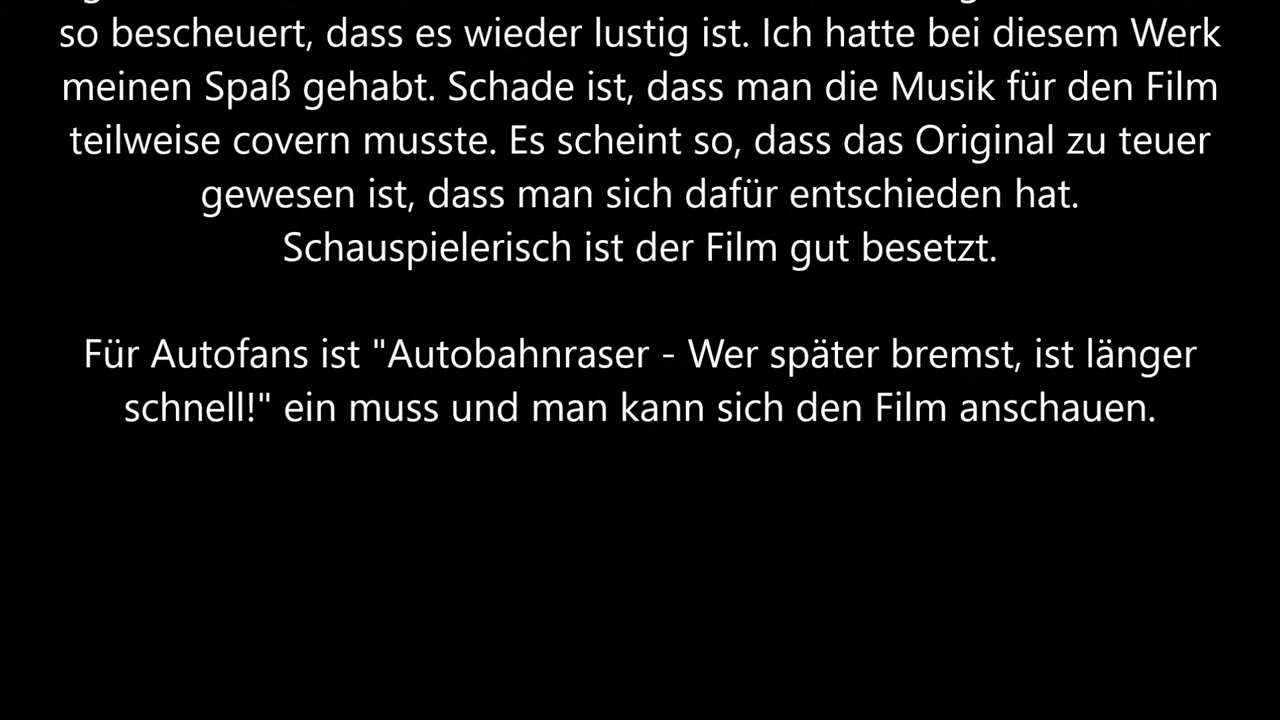 so bescheuert, dass es wieder lustig ist. Ich hatte bei diesem Werk
meinen Spaß gehabt. Schade ist, dass man die Musik für den Film
teilweise covern musste. Es scheint so, dass das Original zu teuer
gewesen ist, dass man sich dafür entschieden hat.
Schauspielerisch ist der Film gut besetzt.
Für Autofans ist "Autobahnraser - Wer später bremst, ist länger
schnell!" ein muss und man kann sich den Film anschauen.